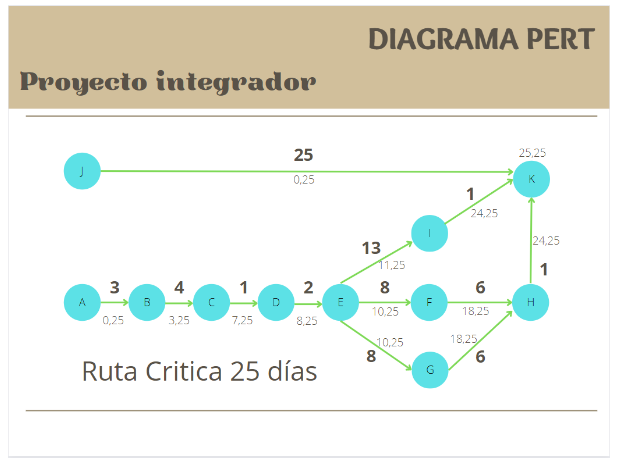 DIAGRAMA PERT
Proyecto integrador
25
25,25
J
K
0,25
1
24,25
I
13
24,25
11,25
1
3
4
1
2
8
6
A
B
C
D
E
F
H
0,25
3,25
7,25
8,25
10,25
18,25
10,25
18,25
8
6
G
Ruta Critica 25 días